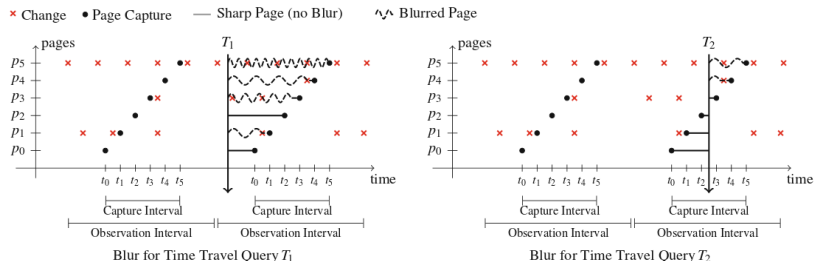 × Change ● Page Capture — Sharp Page (no Blur) Blurred Page
pages T₁
p₅
p₄
p₃
p₂
p₁
p₀
t₀ t₁ t₂ t₃ t₄ t₅ t₀ t₁ t₂ t₃ t₄ t₅ time
Capture Interval Capture Interval
Observation Interval Observation Interval
Blur for Time Travel Query T₁
pages T₂
p₅
p₄
p₃
p₂
p₁
p₀
t₀ t₁ t₂ t₃ t₄ t₅ t₀ t₁ t₂ t₃ t₄ t₅ time
Capture Interval Capture Interval
Observation Interval Observation Interval
Blur for Time Travel Query T₂